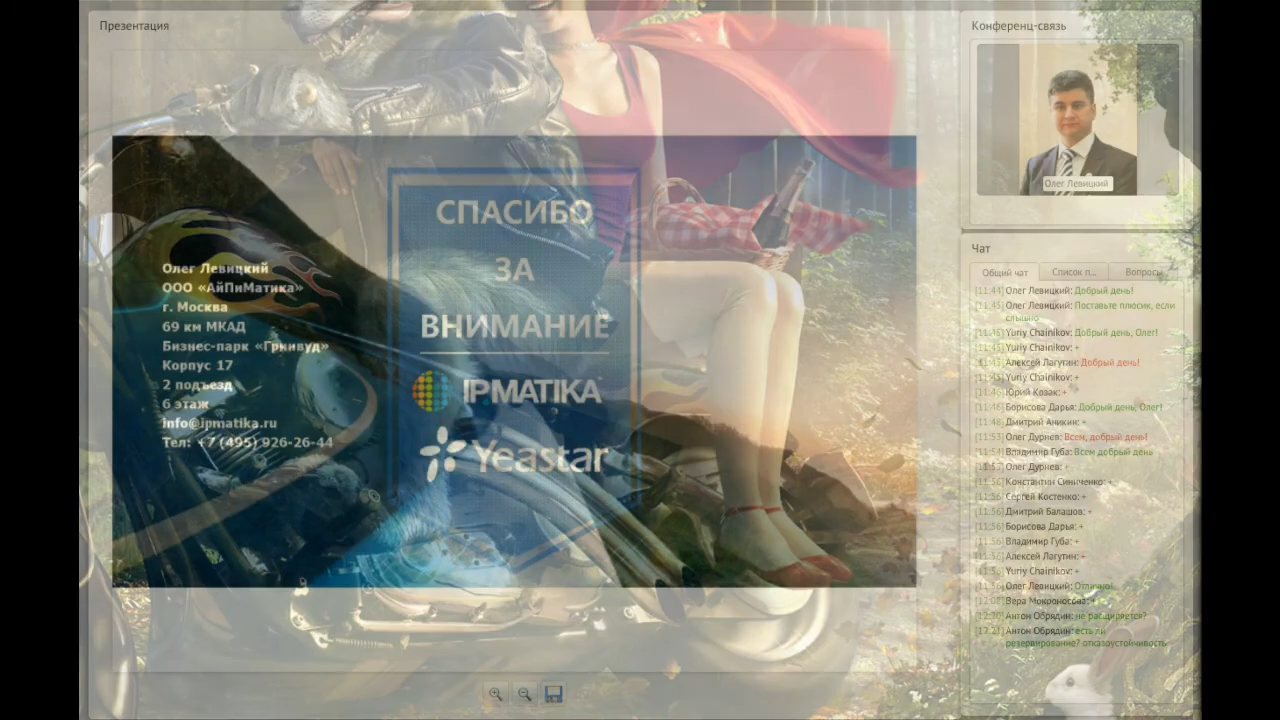 Презентация
Олег Левицкий
ООО «АйПиМатика»
г. Москва
69 км МКАД
Бизнес-парк «Гринвуд»
Корпус 17
2 подъезд
6 этаж
info@ipmatika.ru
Тел: +7 (495) 926-26-44
СПАСИБО
ЗА
ВНИМАНИЕ
IPMATIKA
Yeastar
Конференц-связь
Олег Левицкий
Чат
Общий чат
Список п...
Вопросы
[11:44] Олег Левицкий: Добрый день!
[11:45] Олег Левицкий: Поставьте плюсик, если
слышно
[11:45] Yuriy Chainikov: Добрый день, Олег!
[11:45] Yuriy Chainikov: +
[11:45] Алексей Лагутин: Добрый день!
[11:45] Yuriy Chainikov: +
[11:46] Юрий Козак: +
[11:46] Борисова Дарья: Добрый день, Олег!
[11:48] Дмитрий Аникин: +
[11:53] Олег Дурнев: Всем, добрый день!
[11:54] Владимир Губа: Всем добрый день
[11:55] Олег Дурнев: +
[11:56] Константин Синиченко: +
[11:56] Сергей Костенко: +
[11:56] Дмитрий Балашов: +
[11:56] Борисова Дарья: +
[11:56] Владимир Губа: +
[11:56] Алексей Лагутин: +
[11:56] Yuriy Chainikov: +
[11:56] Олег Левицкий: Отлично!
Вера Мокроносова: +
[12:20] Антон Обрядин: не расширяется?
[12:21] Антон Обрядин: есть ли
резервирование? отказоустойчивость